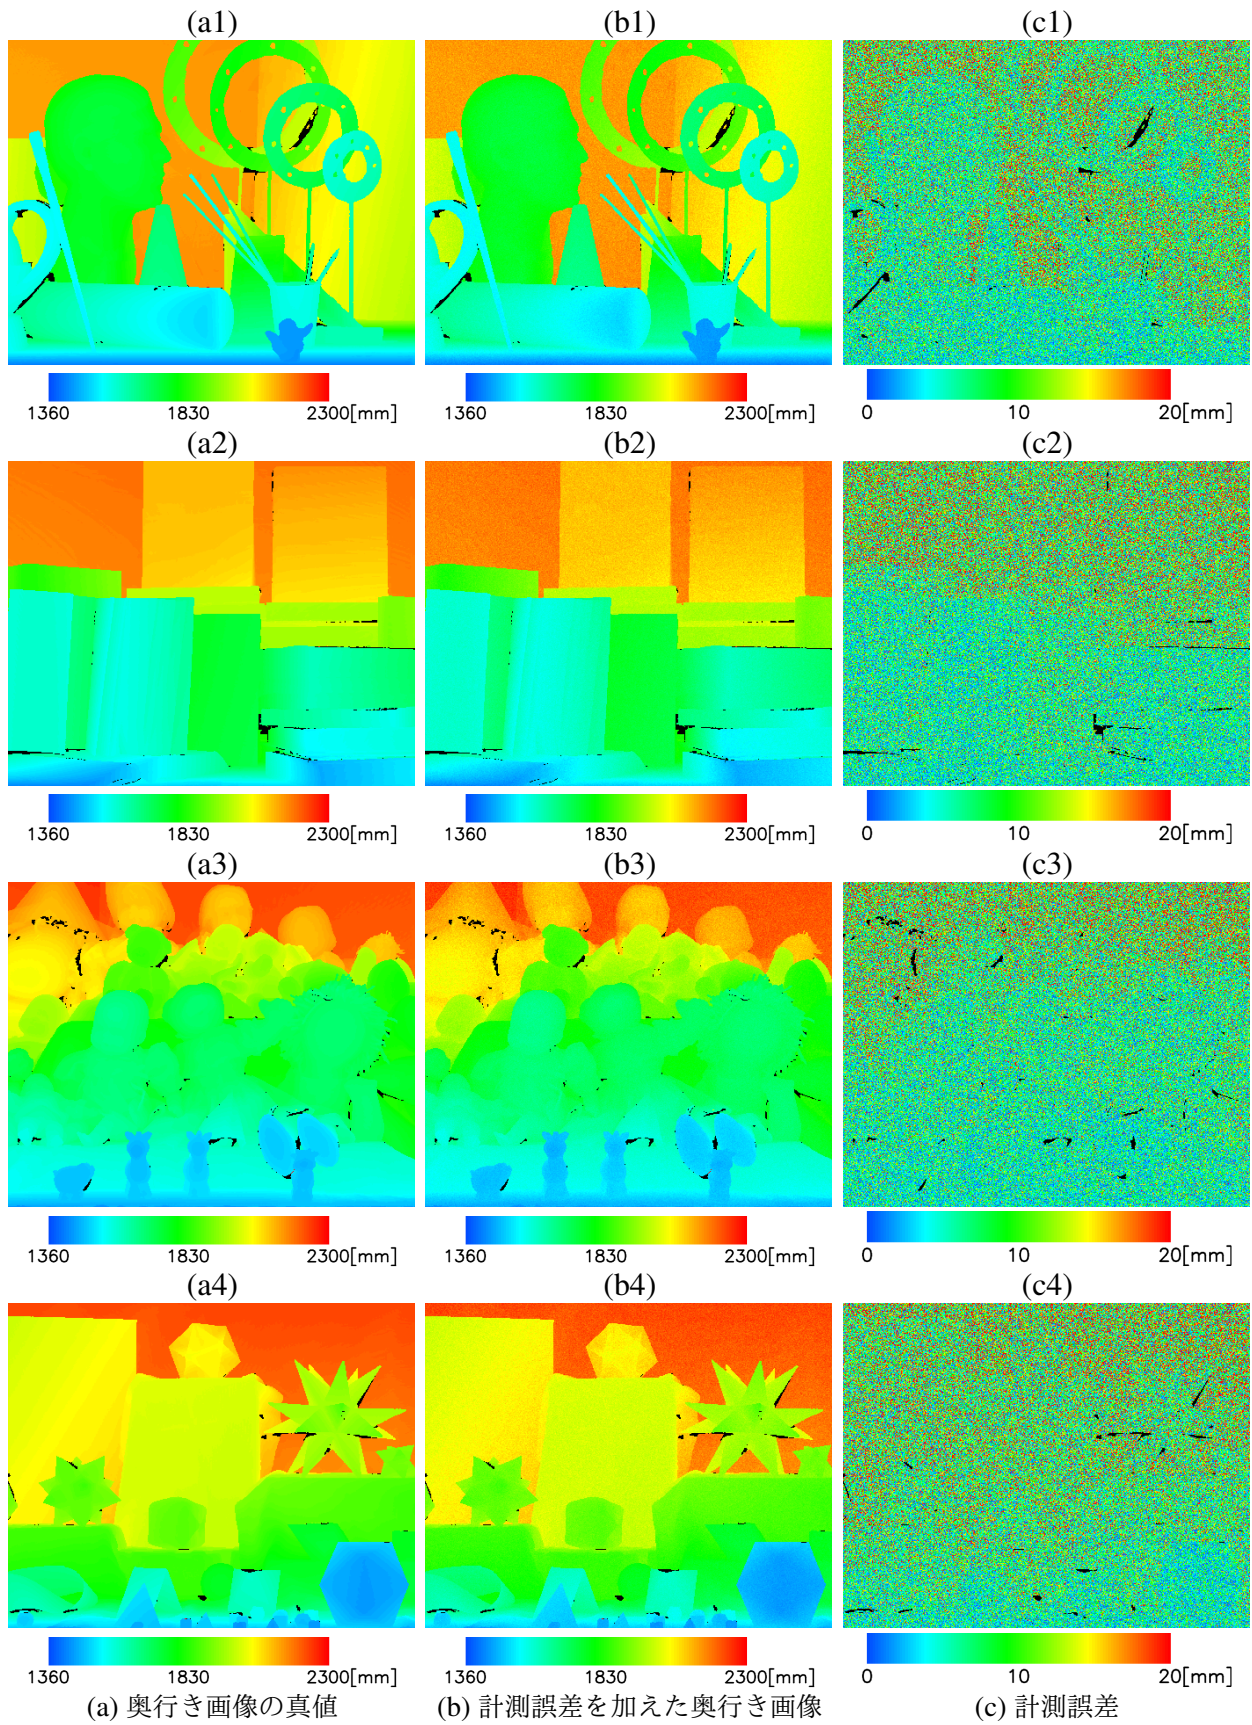 (a1) (b1) (c1)
1360 1830 2300[mm] 1360 1830 2300[mm] 0 10 20[mm]
(a2) (b2) (c2)
1360 1830 2300[mm] 1360 1830 2300[mm] 0 10 20[mm]
(a3) (b3) (c3)
1360 1830 2300[mm] 1360 1830 2300[mm] 0 10 20[mm]
(a4) (b4) (c4)
1360 1830 2300[mm] 1360 1830 2300[mm] 0 10 20[mm]
(a) 奥行き画像の真値 (b) 計測誤差を加えた奥行き画像 (c) 計測誤差